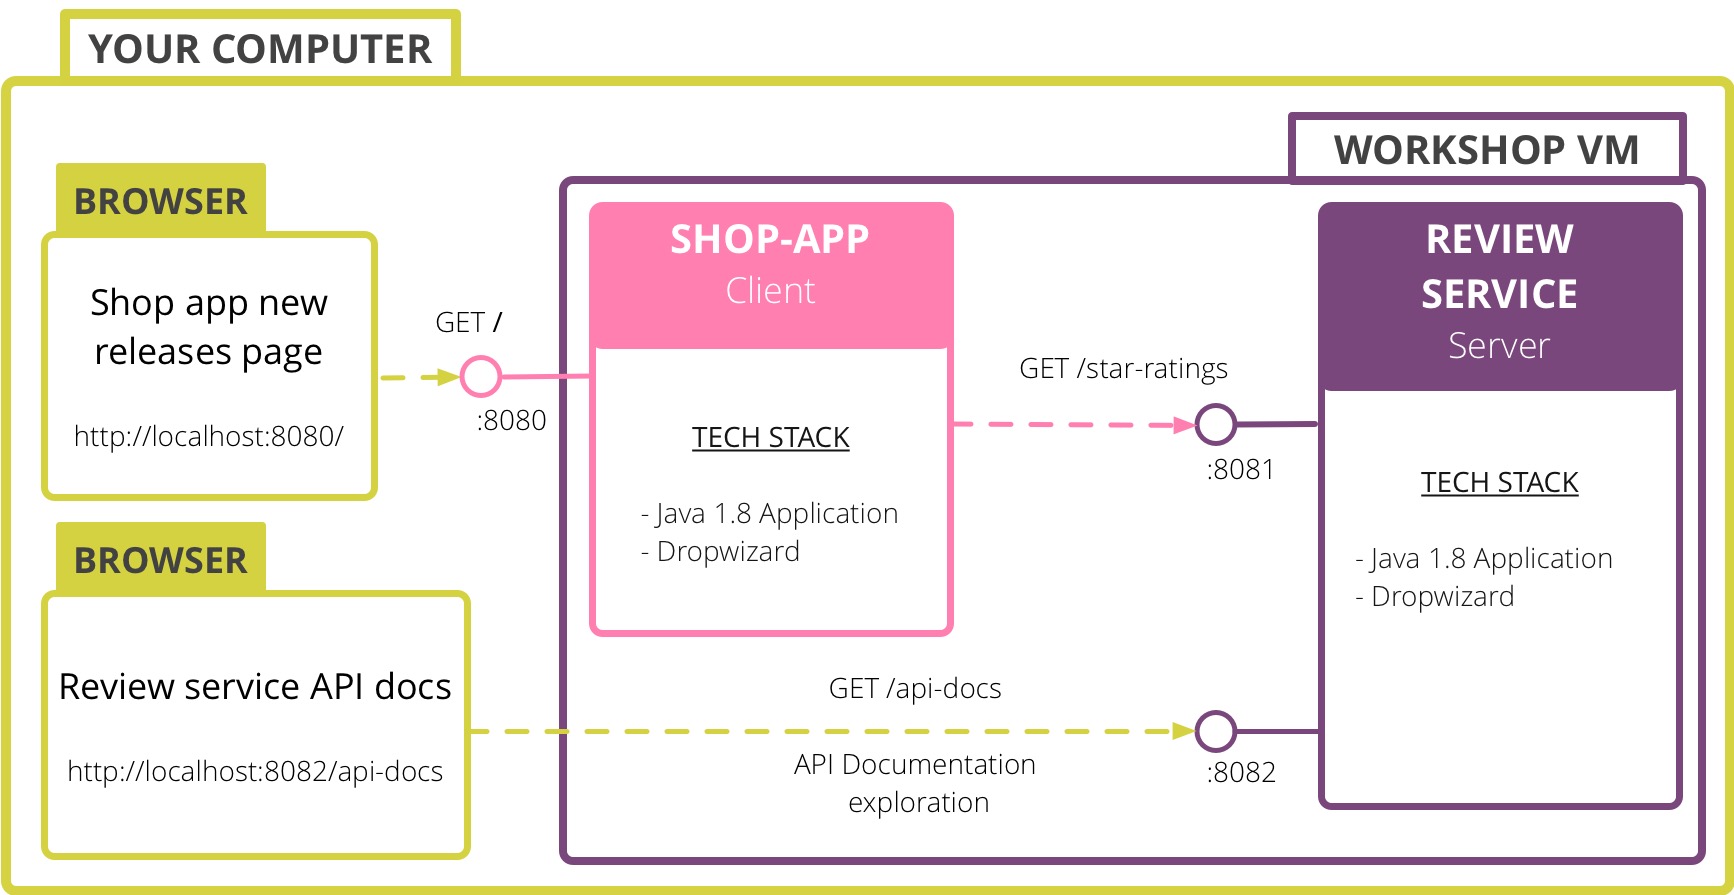 YOUR COMPUTER
WORKSHOP VM
BROWSER
Shop app new
releases page
http://localhost:8080/
GET /
:8080
SHOP-APP
Client
TECH STACK
- Java 1.8 Application
- Dropwizard
GET /star-ratings
:8081
REVIEW
SERVICE
Server
TECH STACK
- Java 1.8 Application
- Dropwizard
BROWSER
Review service API docs
http://localhost:8082/api-docs
GET /api-docs
API Documentation
exploration
:8082